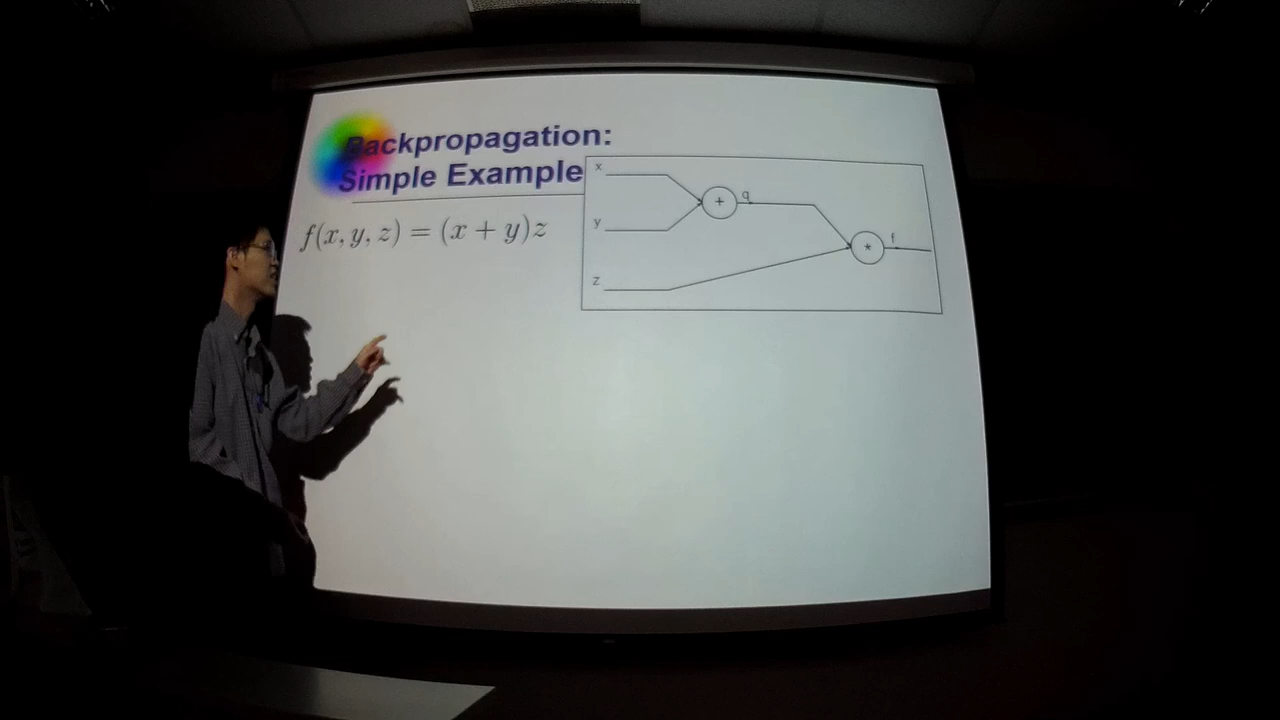 Backpropagation:
Simple Example
f(x, y, z) = (x + y)z
x
y
z
+
q
*
f